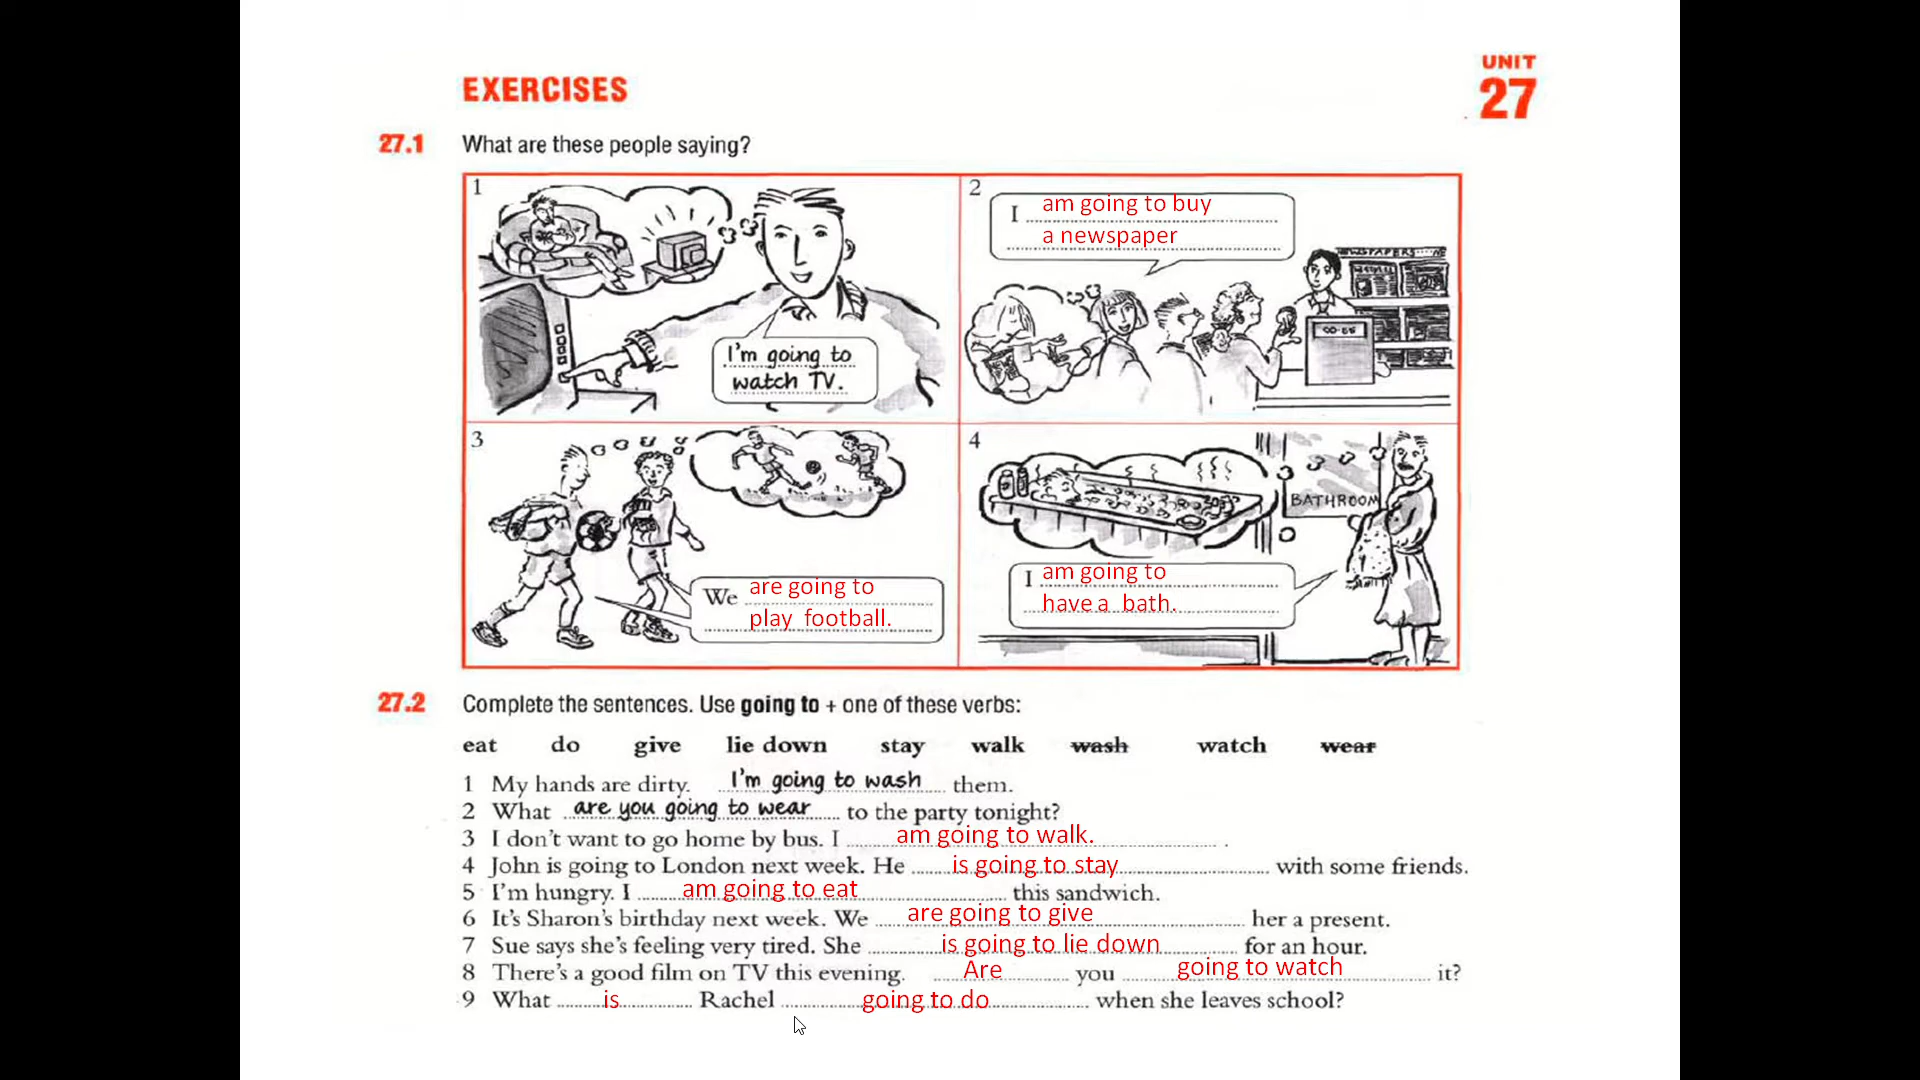 UNIT
27
EXERCISES
27.1 What are these people saying?
1
I'm going to
watch TV.
2
I am going to buy
a newspaper
NEWSPAPERS
3
We are going to
play football.
4
BATHROOM
I am going to
have a bath.
27.2 Complete the sentences. Use going to + one of these verbs:
eat do give lie down stay walk wash watch wear
1 My hands are dirty. I'm going to wash them.
2 What are you going to wear to the party tonight?
3 I don't want to go home by bus. I am going to walk. .
4 John is going to London next week. He is going to stay with some friends.
5 I'm hungry. I am going to eat this sandwich.
6 It's Sharon's birthday next week. We are going to give her a present.
7 Sue says she's feeling very tired. She is going to lie down for an hour.
8 There's a good film on TV this evening. Are you going to watch it?
9 What is Rachel going to do when she leaves school?